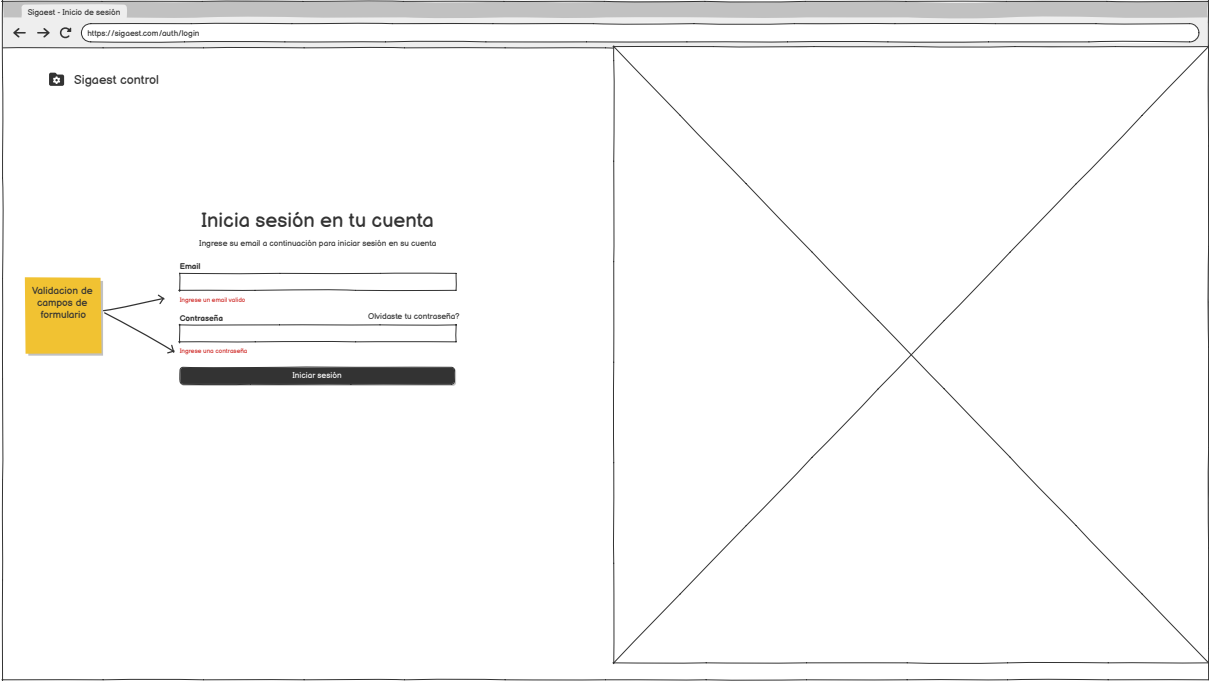 Sigaest - Inicio de sesión
https://sigaest.com/auth/login
Sigaest control
Inicia sesión en tu cuenta
Ingrese su email a continuación para iniciar sesión en su cuenta
Email
Ingrese un email valido
Validacion de
campos de
formulario
Contraseña
Olvidaste tu contraseña?
Ingrese una contraseña
Iniciar sesión